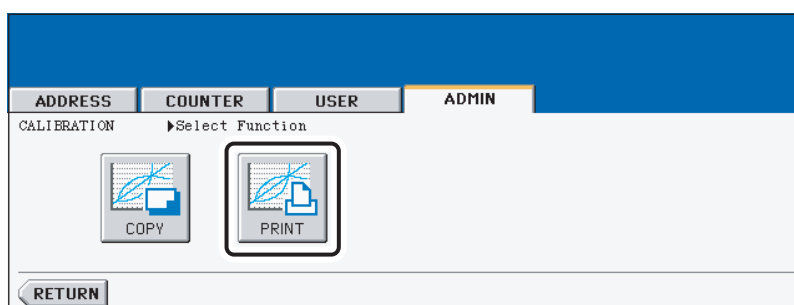 ADDRESS COUNTER USER ADMIN
CALIBRATION ▶Select Function
COPY PRINT
RETURN